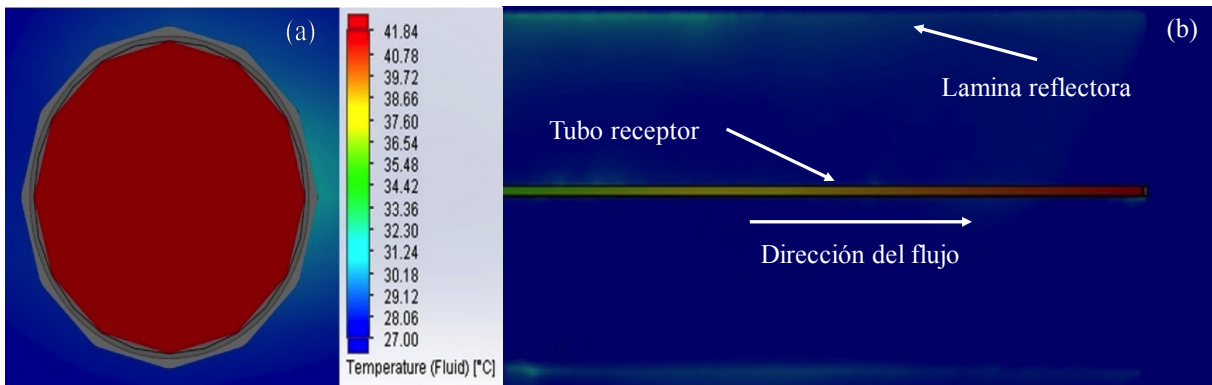 (a)
41.84
40.78
39.72
38.66
37.60
36.54
35.48
34.42
33.36
32.30
31.24
30.18
29.12
28.06
27.00
Temperature (Fluid) [°C]
(b)
Lamina reflectora
Tubo receptor
Dirección del flujo